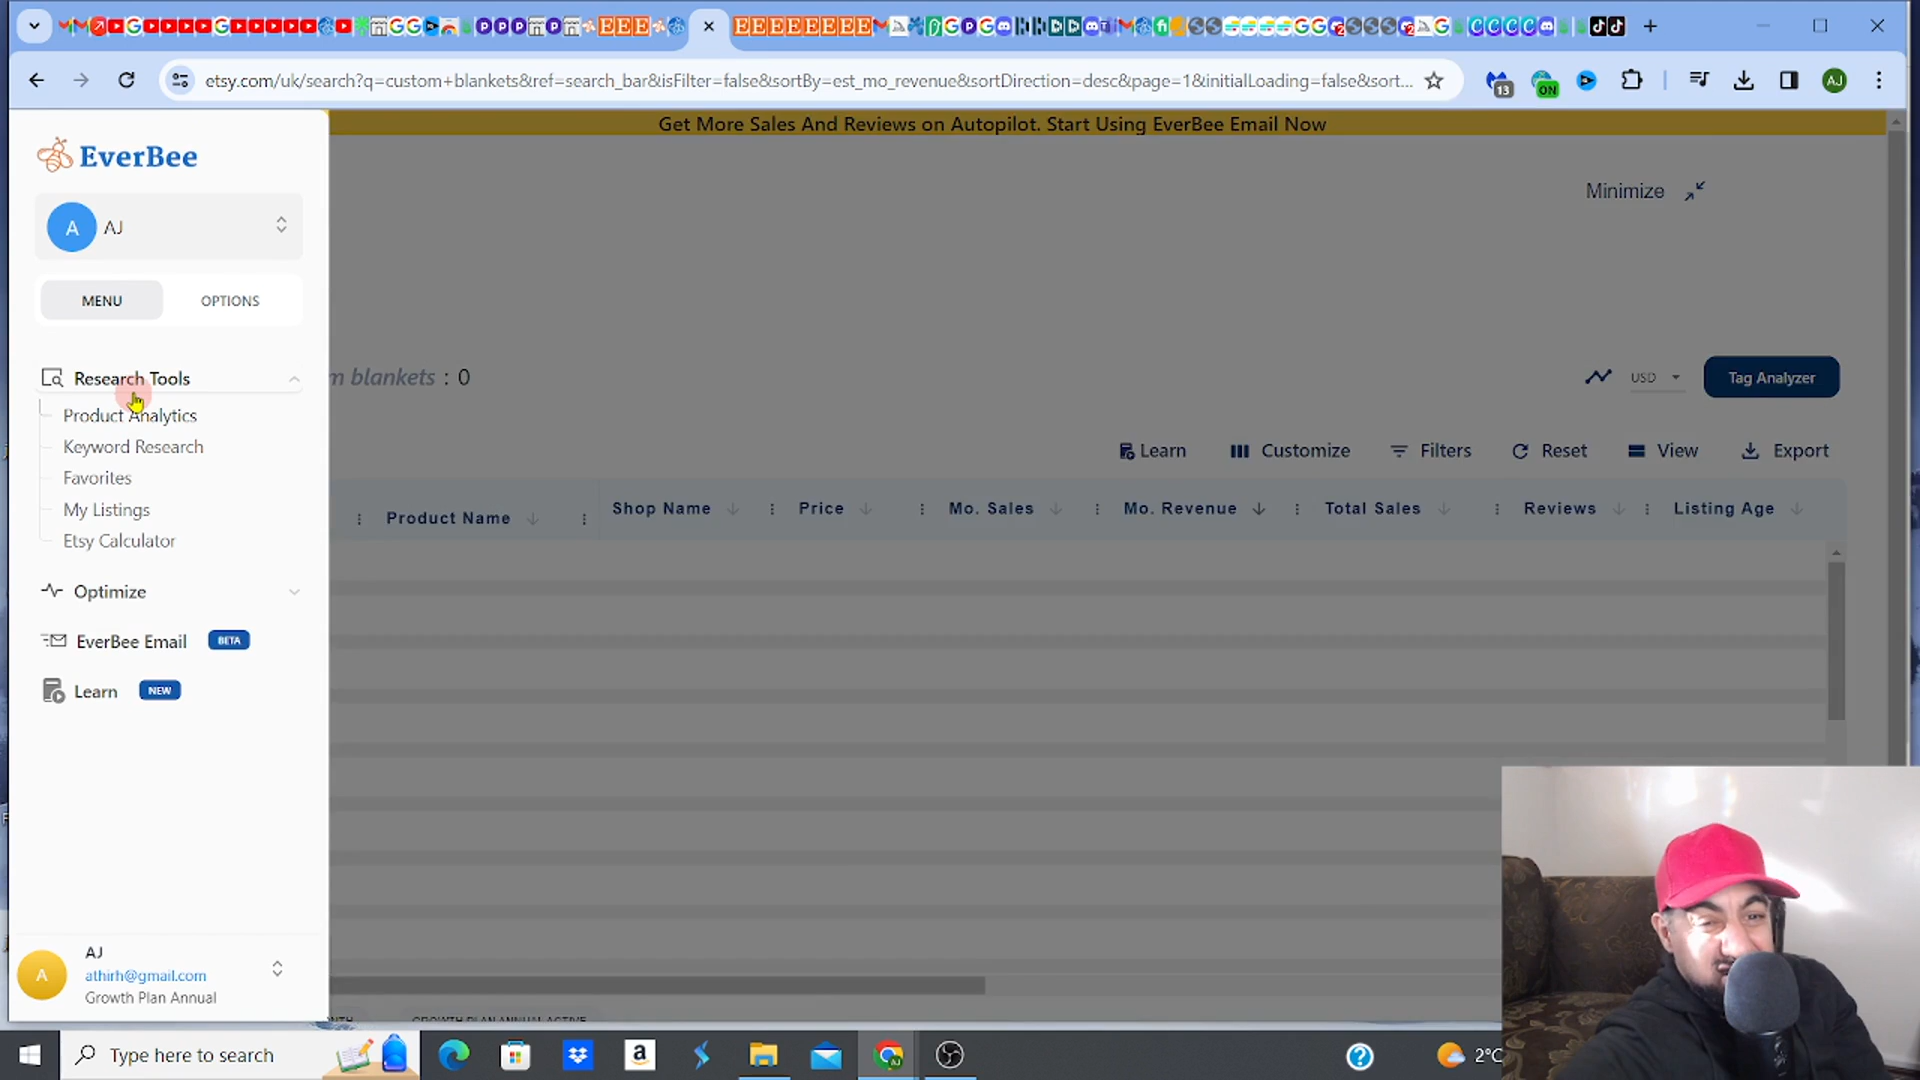 etsy.com/uk/search?q=custom+blankets&ref=search_bar&isFilter=false&sortBy=est_mo_revenue&sortDirection=desc&page=1&initialLoading=false&sort...
13
ON
AJ
Get More Sales And Reviews on Autopilot. Start Using EverBee Email Now
EverBee
Minimize
A AJ
MENU OPTIONS
Research Tools
m blankets : 0
USD
Tag Analyzer
Product Analytics
Keyword Research
Favorites
My Listings
Etsy Calculator
Learn Customize Filters Reset View Export
Product Name Shop Name Price Mo. Sales Mo. Revenue Total Sales Reviews Listing Age
Optimize
EverBee Email BETA
Learn NEW
A
AJ
athirh@gmail.com
Growth Plan Annual
Type here to search
2°C